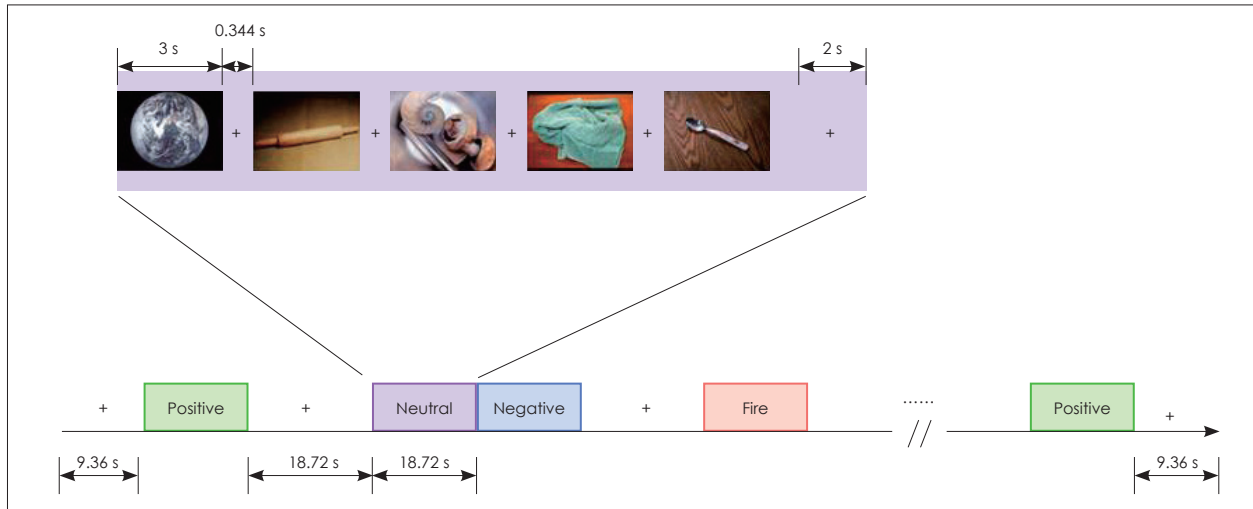 3 s 0.344 s 2 s
+ + + + +
+ Positive + Neutral Negative + Fire ...... // Positive +
9.36 s 18.72 s 18.72 s 9.36 s